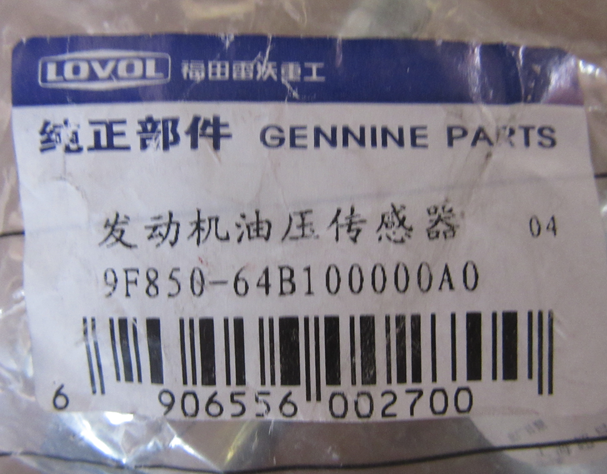 LOVOL 福田雷沃重工
纯正部件 GENNINE PARTS
发动机油压传感器 04
9F850-64B100000A0
6 906556 002700